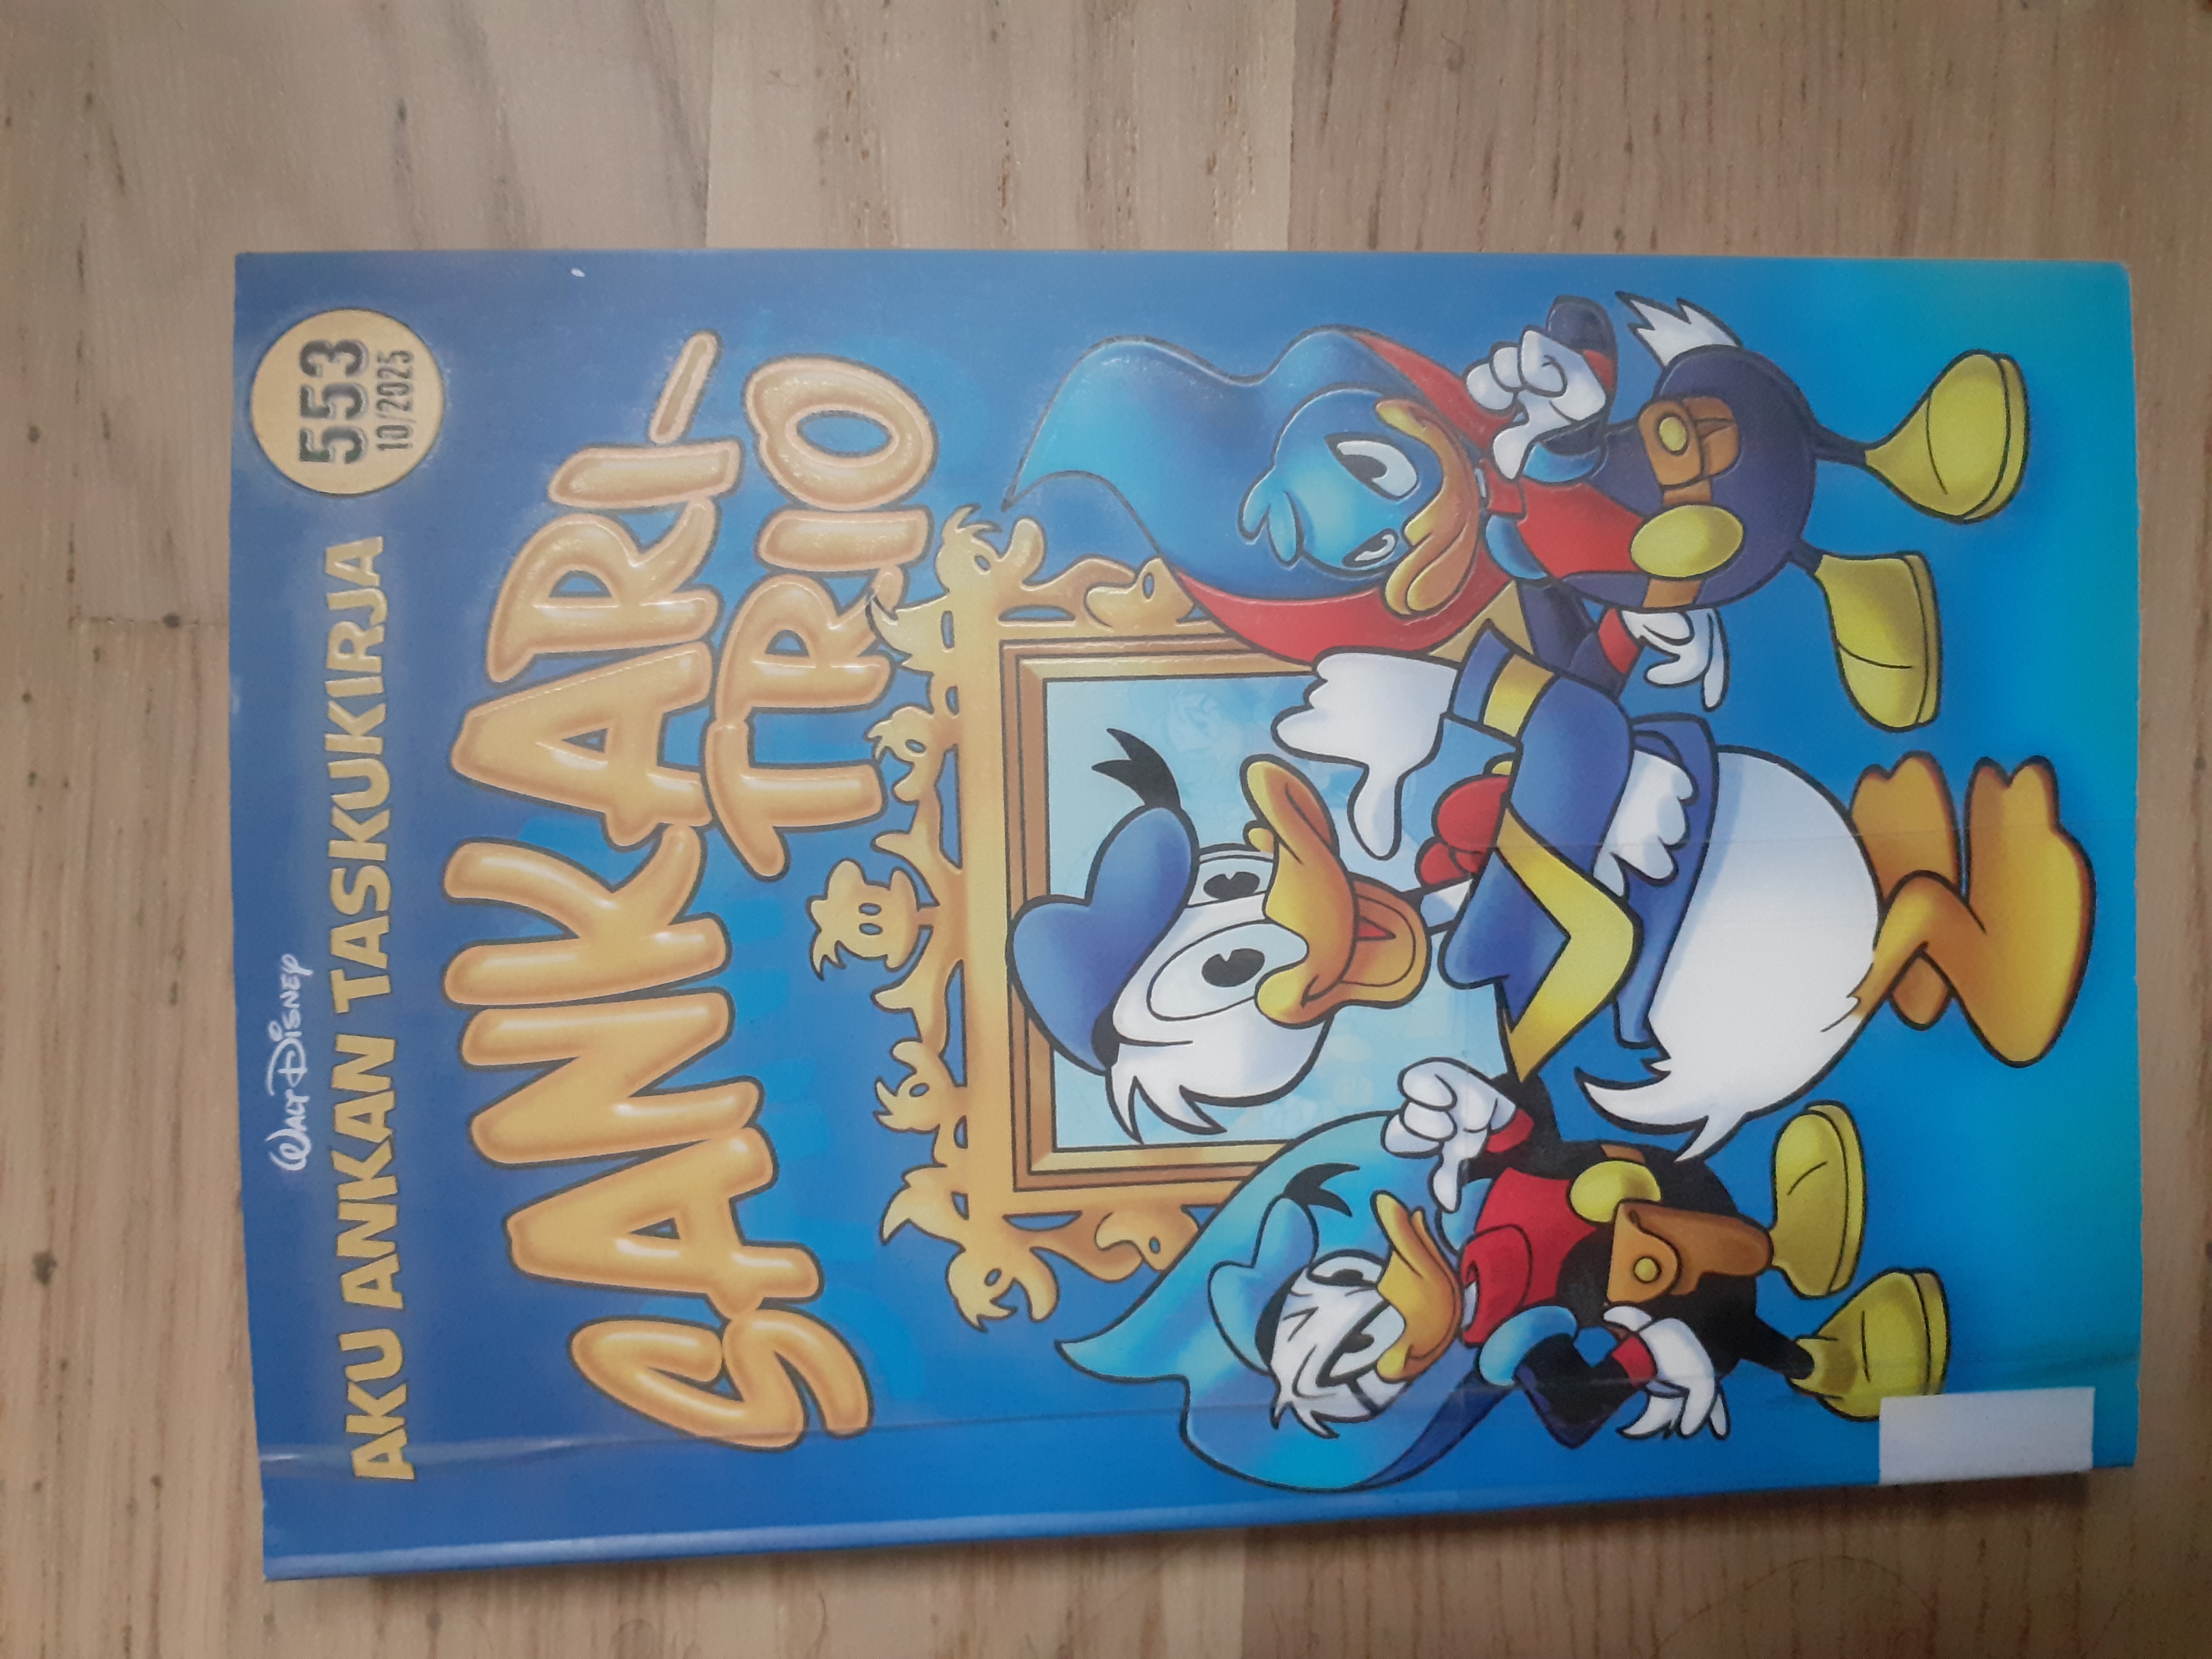 Walt Disney
AKU ANKAN TASKUKIRJA
553
10/2025
SANKARI-
TRIO